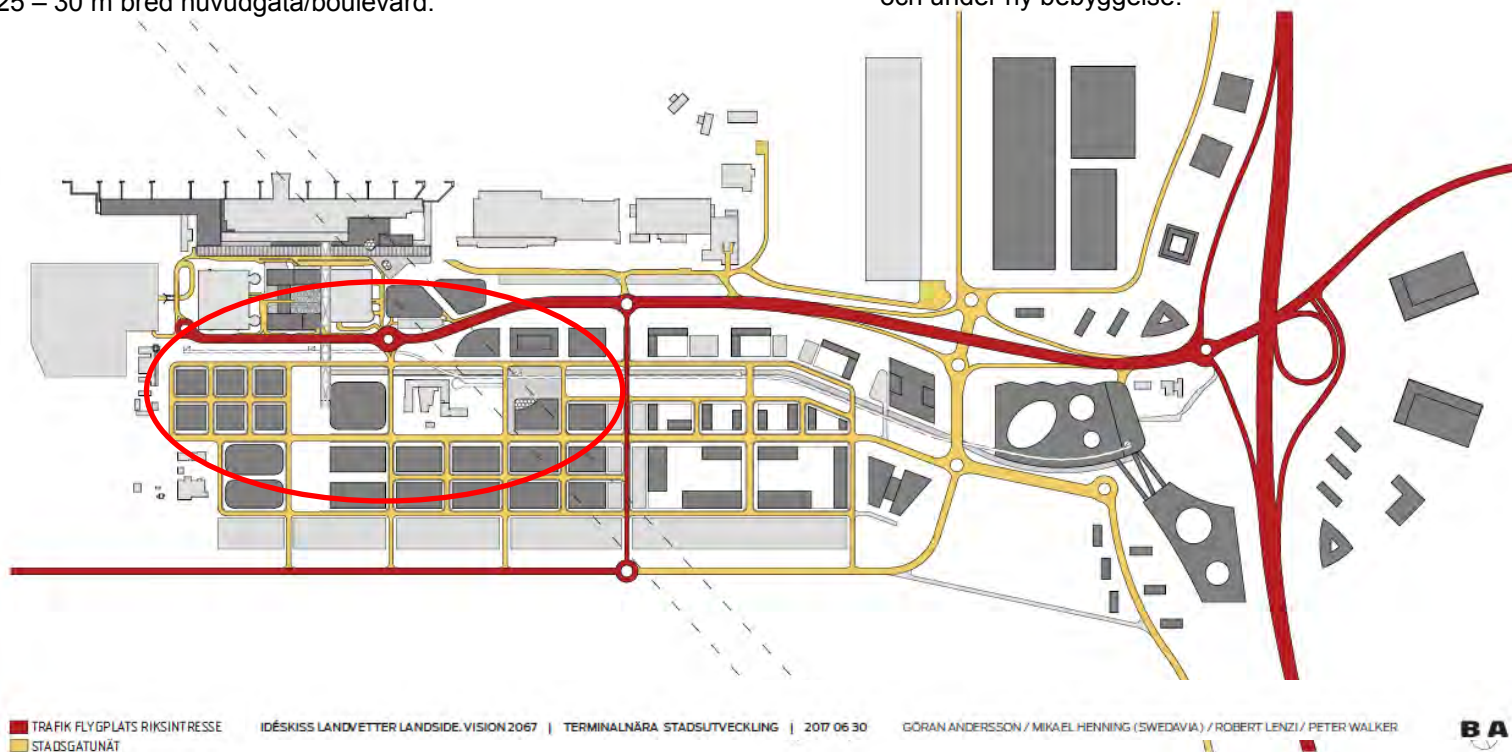 25 – 30 m bred huvudgata/boulevard.
och under ny bebyggelse.
TRAFIK FLYGPLATS RIKSINTRESSE
STADSGATUNÄT
IDÉSKISS LANDVETTER LANDSIDE. VISION 2067 | TERMINALNÄRA STADSUTVECKLING | 2017 06 30
GÖRAN ANDERSSON / MIKAEL HENNING (SWEDAVIA) / ROBERT LENZI / PETER WALKER
BA